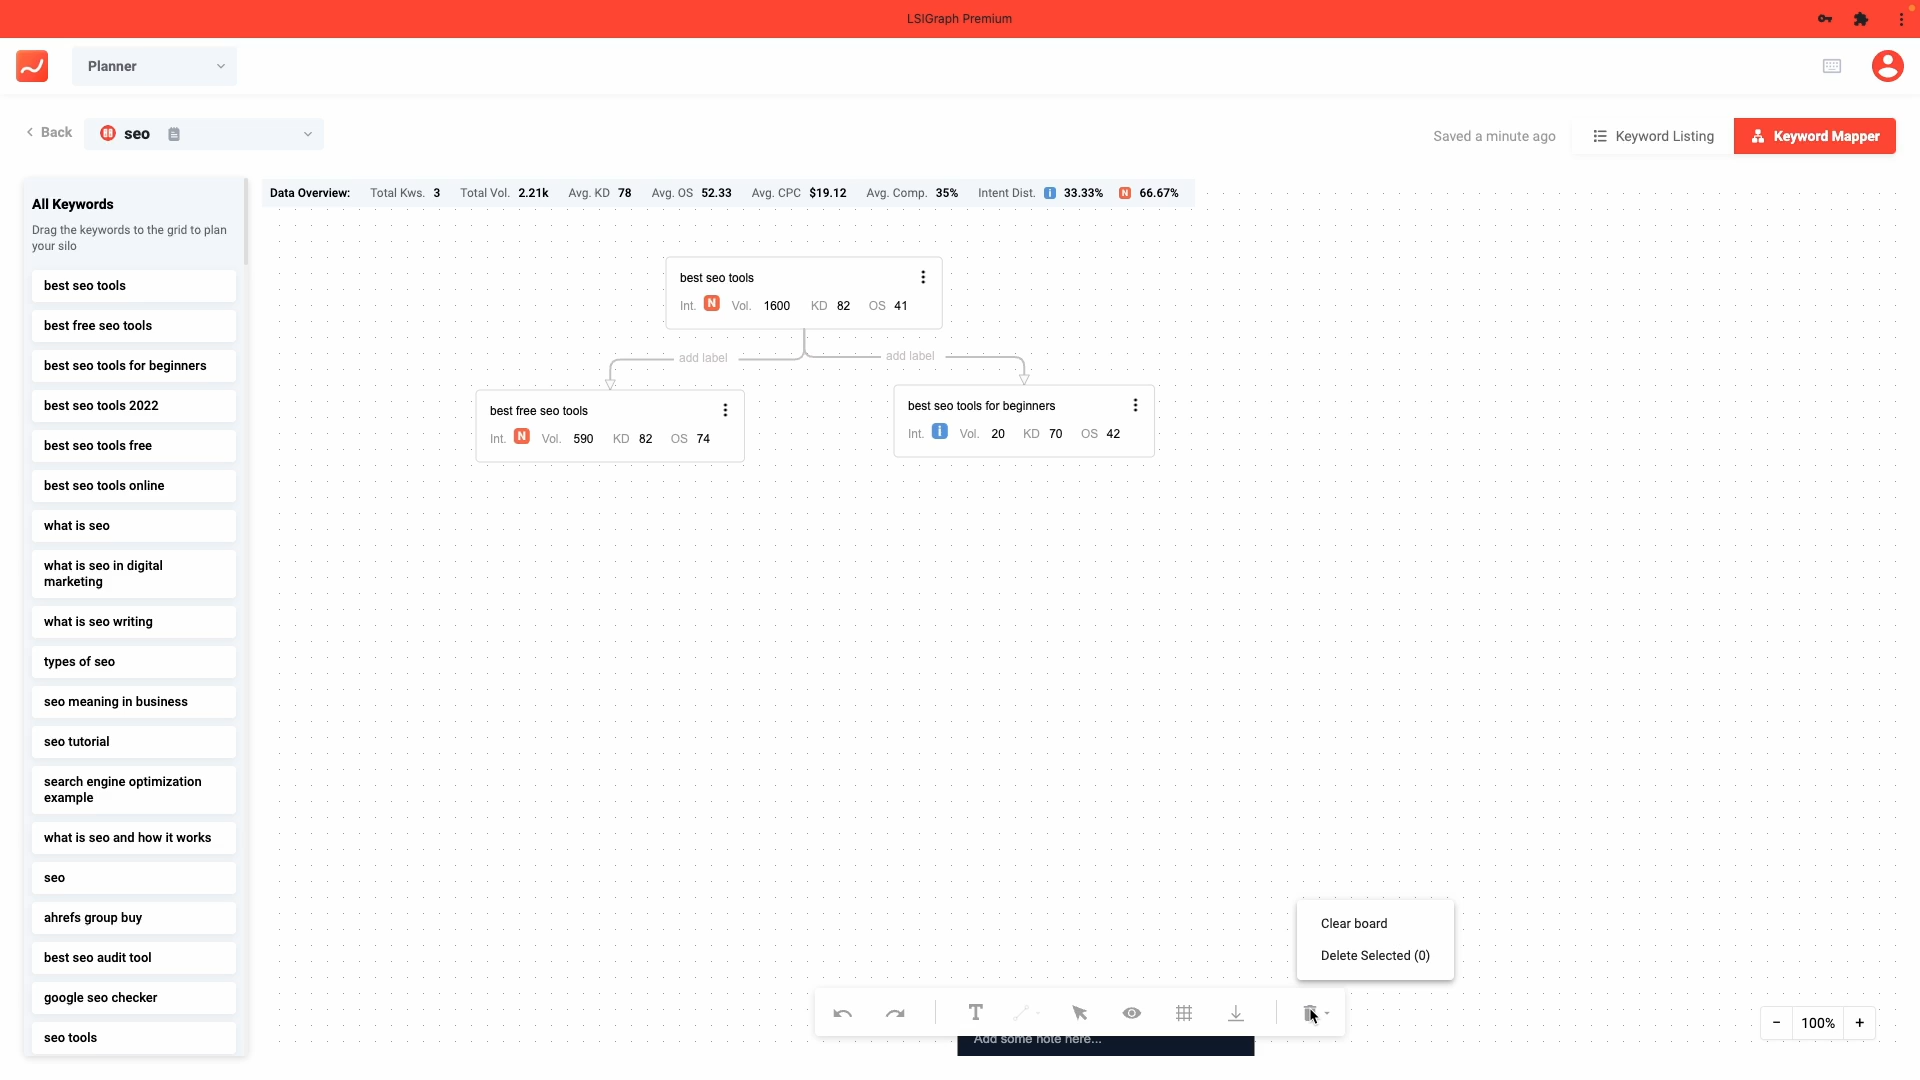 LSIGraph Premium
Planner
Back
seo
Saved a minute ago
Keyword Listing
Keyword Mapper
All Keywords
Drag the keywords to the grid to plan
your silo
best seo tools
best free seo tools
best seo tools for beginners
best seo tools 2022
best seo tools free
best seo tools online
what is seo
what is seo in digital
marketing
what is seo writing
types of seo
seo meaning in business
seo tutorial
search engine optimization
example
what is seo and how it works
seo
ahrefs group buy
best seo audit tool
google seo checker
seo tools
Data Overview: Total Kws. 3 Total Vol. 2.21k Avg. KD 78 Avg. OS 52.33 Avg. CPC $19.12 Avg. Comp. 35% Intent Dist. i 33.33% N 66.67%
best seo tools
Int. N Vol. 1600 KD 82 OS 41
add label
add label
best free seo tools
Int. N Vol. 590 KD 82 OS 74
best seo tools for beginners
Int. i Vol. 20 KD 70 OS 42
Clear board
Delete Selected (0)
T
Add some note here...
- 100% +